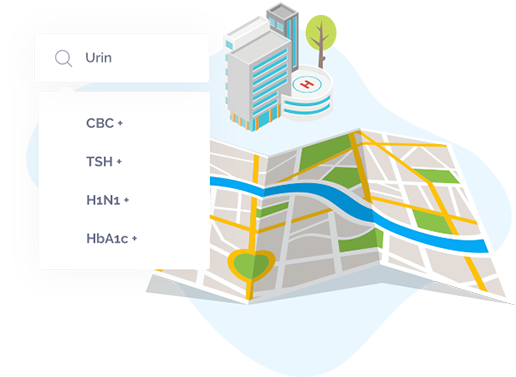 Urin
CBC +
TSH +
H1N1 +
HbA1c +
H